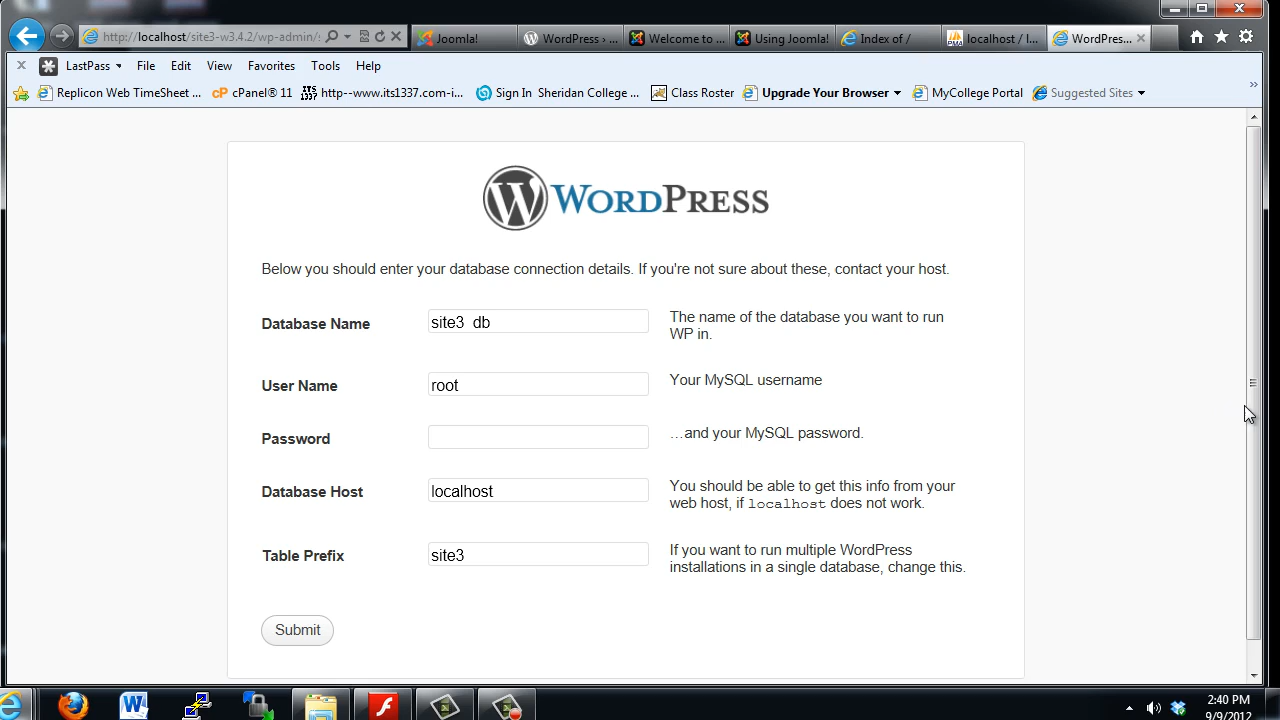 http://localhost/site3-w3.4.2/wp-admin/s
Joomla!
WordPress › ...
Welcome to ...
Using Joomla!
Index of /
localhost / l...
WordPres...
LastPass
File
Edit
View
Favorites
Tools
Help
Replicon Web TimeSheet ...
cPanel® 11
http--www.its1337.com-i...
Sign In Sheridan College ...
Class Roster
Upgrade Your Browser
MyCollege Portal
Suggested Sites
WORDPRESS
Below you should enter your database connection details. If you're not sure about these, contact your host.
Database Name
site3 db
The name of the database you want to run
WP in.
User Name
root
Your MySQL username
Password
…and your MySQL password.
Database Host
localhost
You should be able to get this info from your
web host, if localhost does not work.
Table Prefix
site3
If you want to run multiple WordPress
installations in a single database, change this.
Submit
2:40 PM
9/9/2012